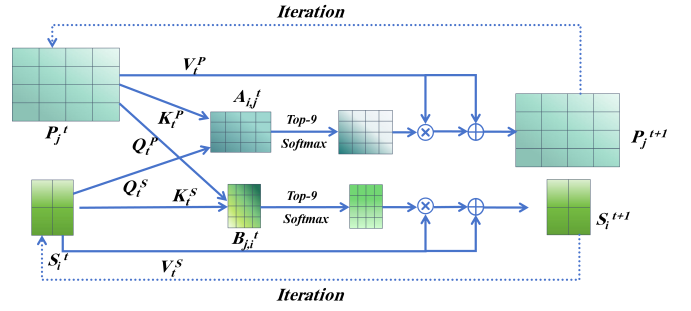 Iteration
V_t^P
A_{i,j}^t
K_t^P
P_j^t
Top-9
Softmax
P_j^{t+1}
Q_t^P
Q_t^S
K_t^S
Top-9
Softmax
S_i^t
B_{j,i}^t
S_i^{t+1}
V_t^S
Iteration